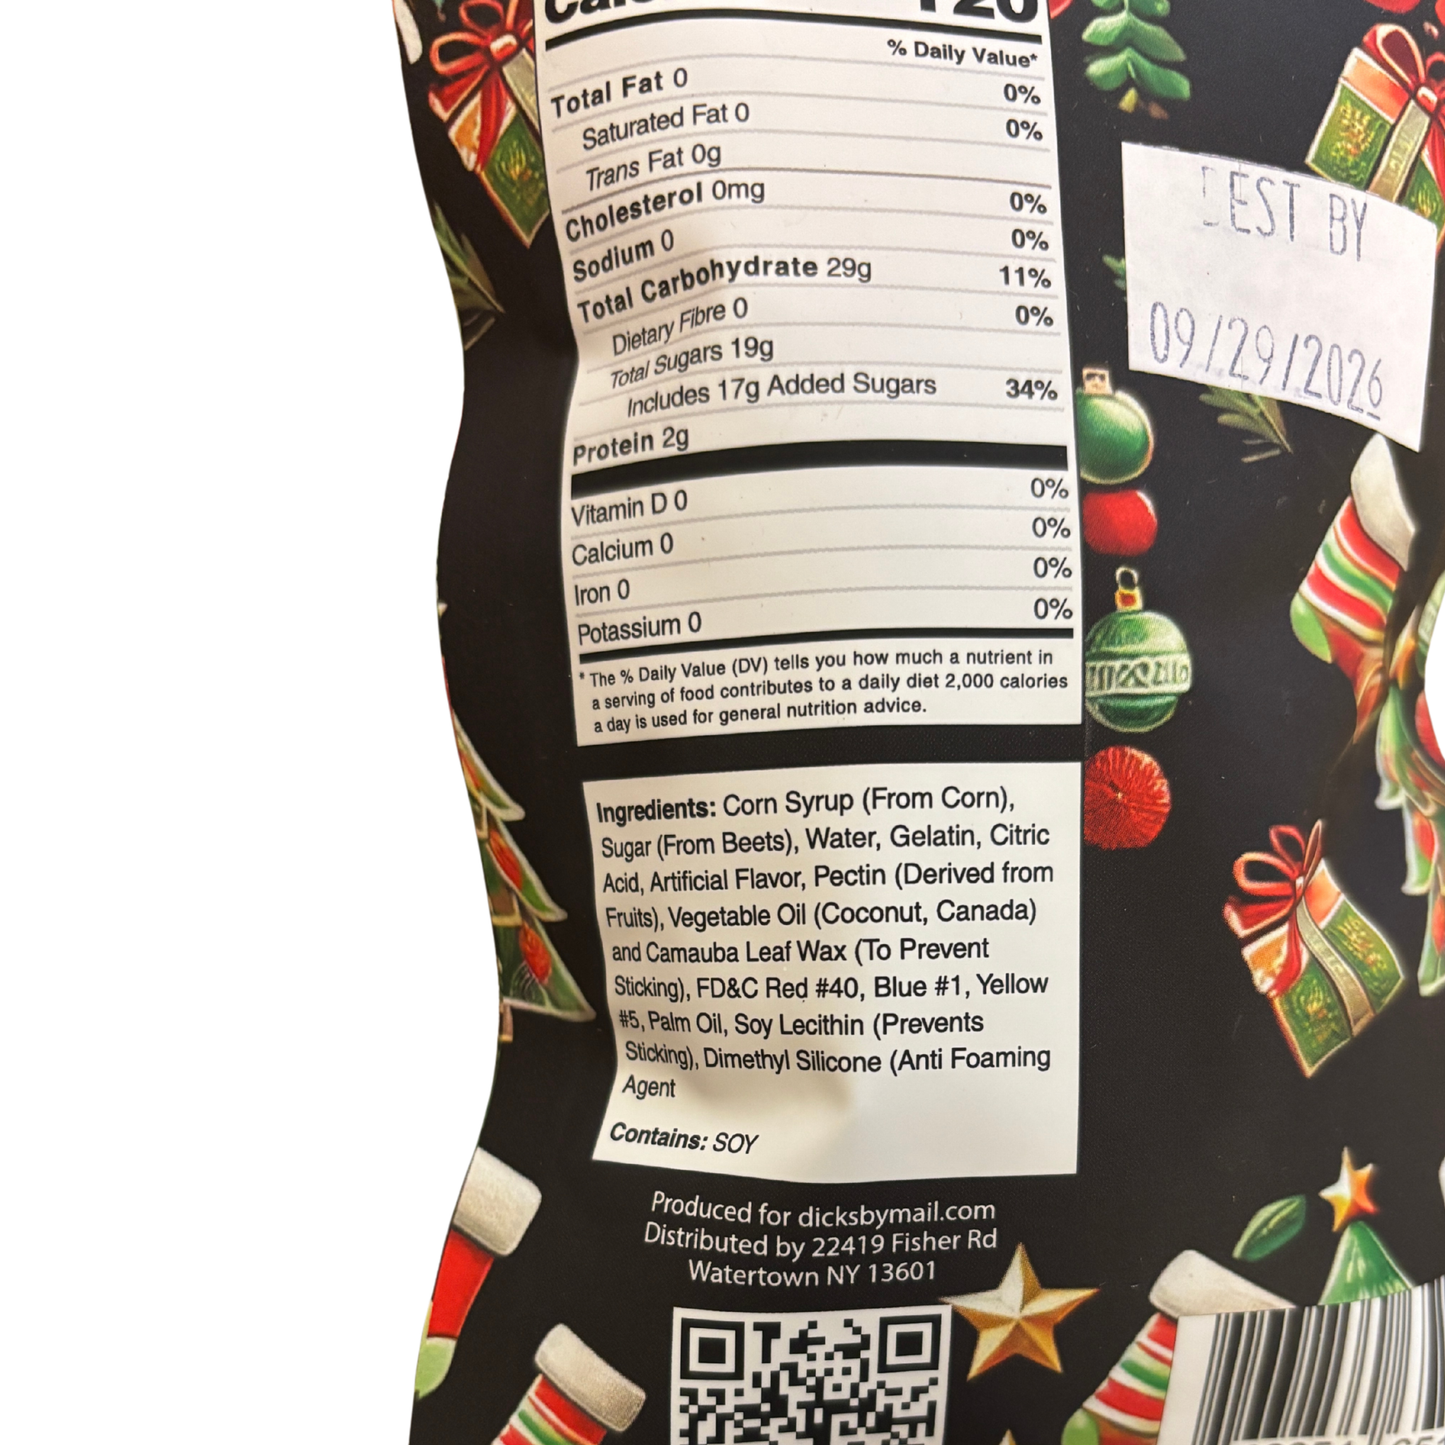 120
% Daily Value*
Total Fat 0 0%
Saturated Fat 0 0%
Trans Fat 0g
Cholesterol 0mg 0%
Sodium 0 0%
Total Carbohydrate 29g 11%
Dietary Fibre 0 0%
Total Sugars 19g
Includes 17g Added Sugars 34%
Protein 2g
Vitamin D 0 0%
Calcium 0 0%
Iron 0 0%
Potassium 0 0%
* The % Daily Value (DV) tells you how much a nutrient in
a serving of food contributes to a daily diet 2,000 calories
a day is used for general nutrition advice.
BEST BY
09/29/2026
Ingredients: Corn Syrup (From Corn),
Sugar (From Beets), Water, Gelatin, Citric
Acid, Artificial Flavor, Pectin (Derived from
Fruits), Vegetable Oil (Coconut, Canada)
and Camauba Leaf Wax (To Prevent
Sticking), FD&C Red #40, Blue #1, Yellow
#5, Palm Oil, Soy Lecithin (Prevents
Sticking), Dimethyl Silicone (Anti Foaming
Agent
Contains: SOY
Produced for dicksbymail.com
Distributed by 22419 Fisher Rd
Watertown NY 13601